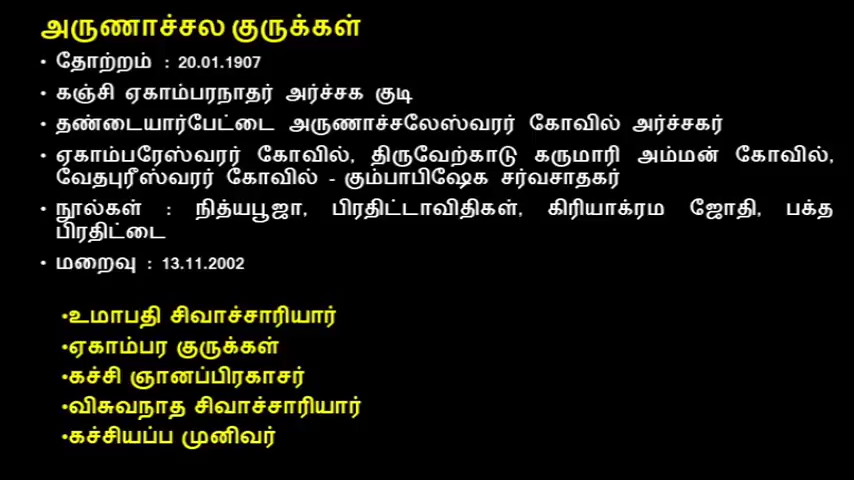 அருணாச்சல குருக்கள்
• தோற்றம் : 20.01.1907
• கஞ்சி ஏகாம்பரநாதர் அர்ச்சக குடி
• தண்டையார்பேட்டை அருணாச்சலேஸ்வரர் கோவில் அர்ச்சகர்
• ஏகாம்பரேஸ்வரர் கோவில், திருவேற்காடு கருமாரி அம்மன் கோவில்,
வேதபுரீஸ்வரர் கோவில் - கும்பாபிஷேக சர்வசாதகர்
• நூல்கள் : நித்யபூஜா, பிரதிட்டாவிதிகள், கிரியாக்ரம ஜோதி, பக்த
பிரதிட்டை
• மறைவு : 13.11.2002
•உமாபதி சிவாச்சாரியார்
•ஏகாம்பர குருக்கள்
•கச்சி ஞானப்பிரகாசர்
•விசுவநாத சிவாச்சாரியார்
•கச்சியப்ப முனிவர்